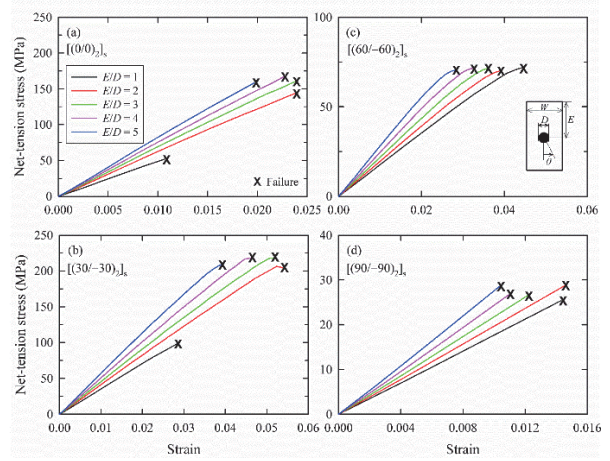 (a)
[(0/0)₂]ₛ
E/D = 1
E/D = 2
E/D = 3
E/D = 4
E/D = 5
X Failure
Net-tension stress (MPa)
250
200
150
100
50
0
0.000 0.005 0.010 0.015 0.020 0.025
(c)
[(60/−60)₂]ₛ
W
D
E
θ
100
75
50
25
0
0.00 0.02 0.04 0.06
(b)
[(30/−30)₂]ₛ
Net-tension stress (MPa)
250
200
150
100
50
0
0.00 0.01 0.02 0.03 0.04 0.05 0.06
Strain
(d)
[(90/−90)₂]ₛ
40
30
20
10
0
0.000 0.004 0.008 0.012 0.016
Strain